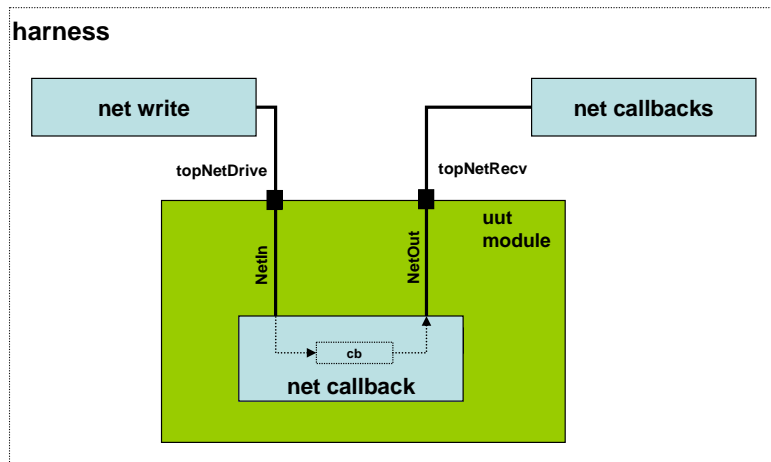 harness
net write
net callbacks
topNetDrive
topNetRecv
uut
module
NetIn
NetOut
cb
net callback